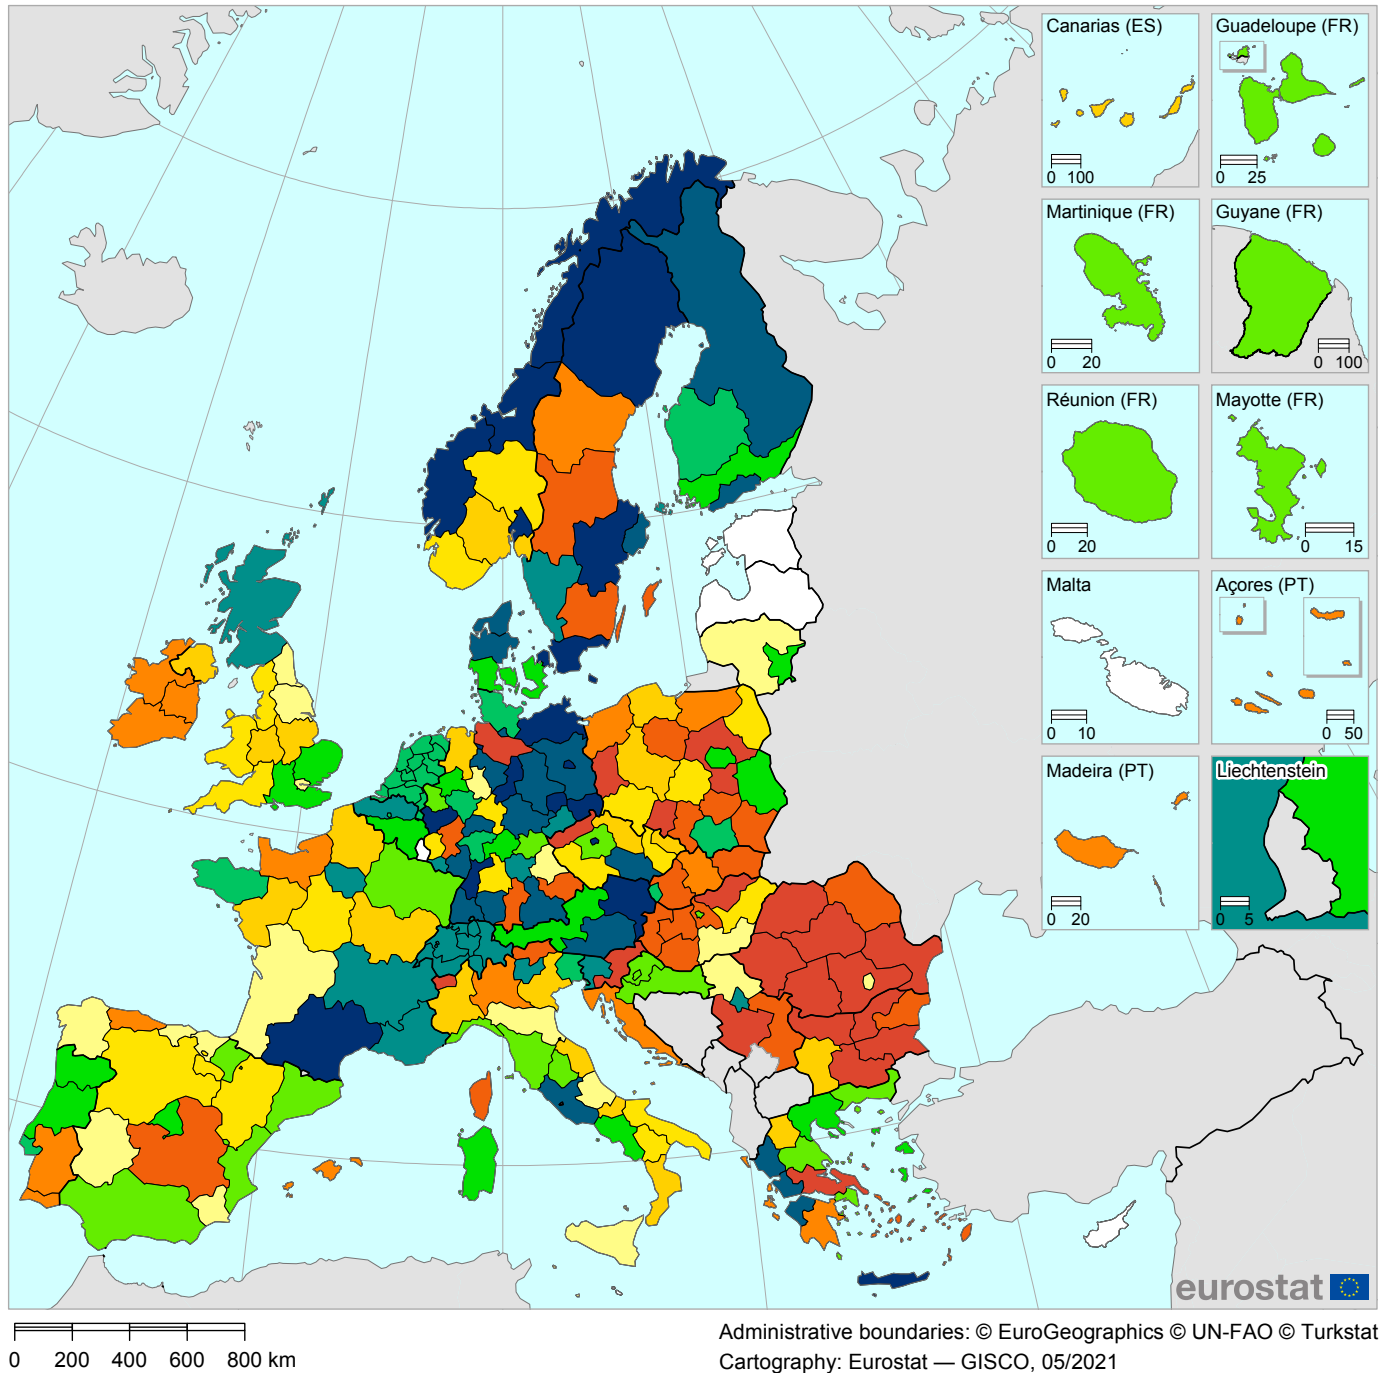 Canarias (ES)
0 100
Guadeloupe (FR)
0 25
Martinique (FR)
0 20
Guyane (FR)
0 100
Réunion (FR)
0 20
Mayotte (FR)
0 15
Malta
0 10
Açores (PT)
0 50
Madeira (PT)
0 20
Liechtenstein
0 5
eurostat
0 200 400 600 800 km
Administrative boundaries: © EuroGeographics © UN-FAO © Turkstat
Cartography: Eurostat — GISCO, 05/2021